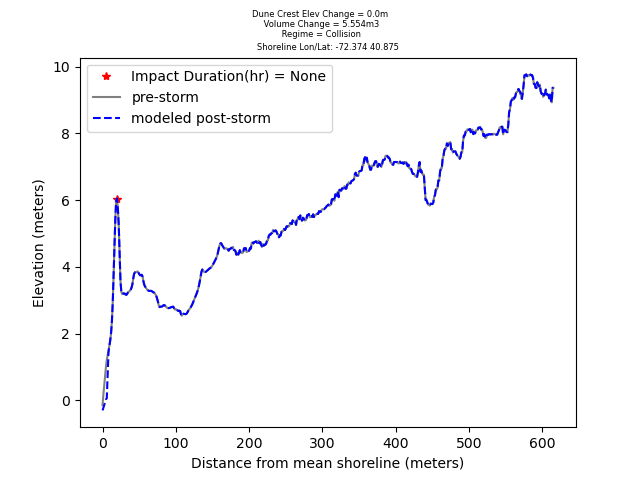 Dune Crest Elev Change = 0.0m
Volume Change = 5.554m3
Regime = Collision
Shoreline Lon/Lat: -72.374 40.875
Impact Duration(hr) = None
pre-storm
modeled post-storm
10
8
6
4
2
0
Elevation (meters)
0 100 200 300 400 500 600
Distance from mean shoreline (meters)